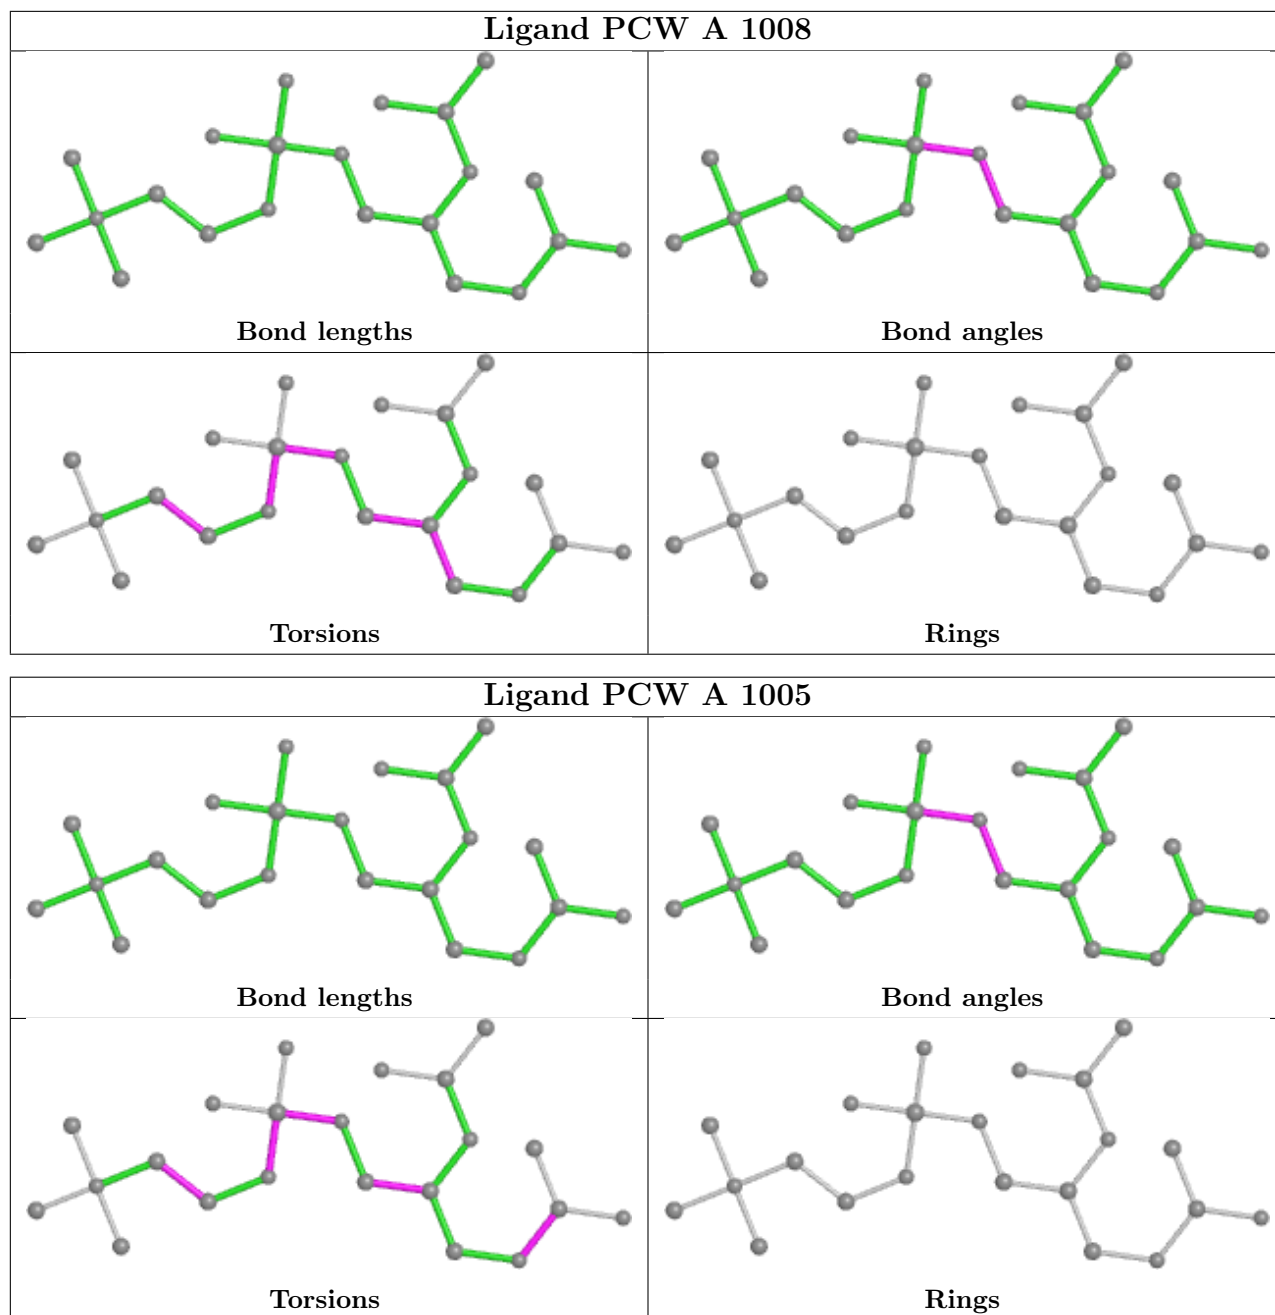 Ligand PCW A 1008
Bond lengths
Bond angles
Torsions
Rings
Ligand PCW A 1005
Bond lengths
Bond angles
Torsions
Rings